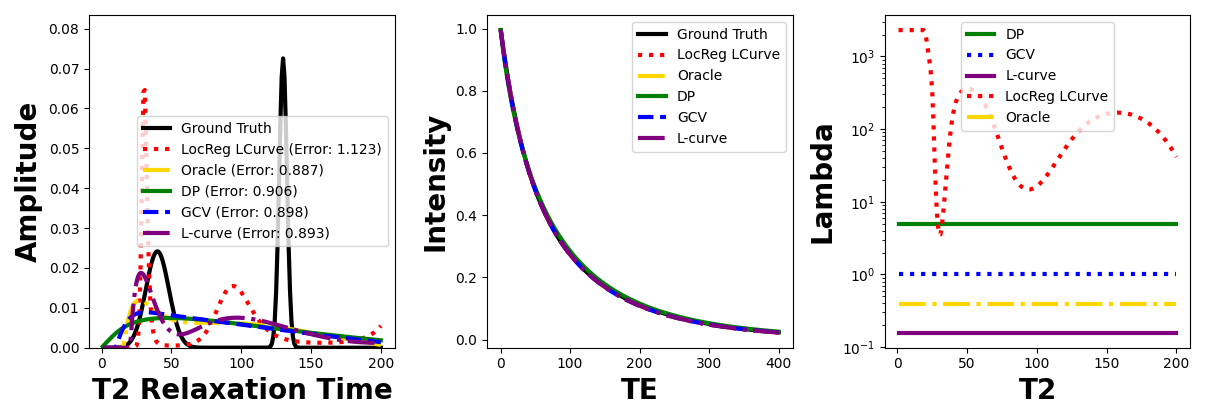 Amplitude
0.08
0.07
0.06
0.05
0.04
0.03
0.02
0.01
0.00
Ground Truth
LocReg LCurve (Error: 1.123)
Oracle (Error: 0.887)
DP (Error: 0.906)
GCV (Error: 0.898)
L-curve (Error: 0.893)
0 50 100 150 200
T2 Relaxation Time
Intensity
1.0
0.8
0.6
0.4
0.2
0.0
Ground Truth
LocReg LCurve
Oracle
DP
GCV
L-curve
0 100 200 300 400
TE
Lambda
10³
10²
10¹
10⁰
10⁻¹
DP
GCV
L-curve
LocReg LCurve
Oracle
0 50 100 150 200
T2